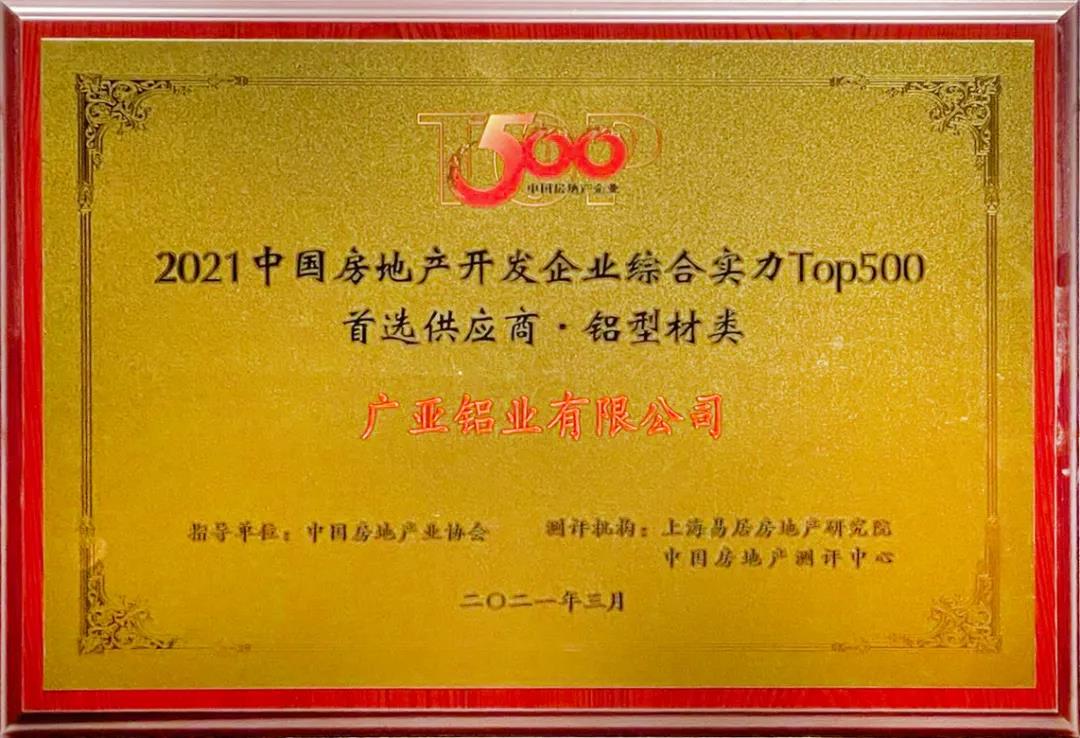 TOP
500
中国房地产企业
2021中国房地产开发企业综合实力Top500
首选供应商·铝型材类
广亚铝业有限公司
指导单位：中国房地产业协会
测评机构：上海易居房地产研究院
中国房地产测评中心
二〇二一年三月